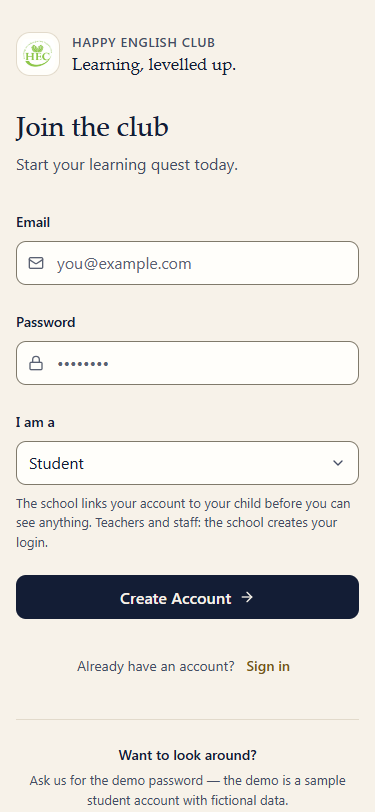 HEC
HAPPY ENGLISH CLUB
Learning, levelled up.
Join the club
Start your learning quest today.
Email
you@example.com
Password
••••••••
I am a
Student
The school links your account to your child before you can
see anything. Teachers and staff: the school creates your
login.
Create Account →
Already have an account? Sign in
Want to look around?
Ask us for the demo password — the demo is a sample
student account with fictional data.